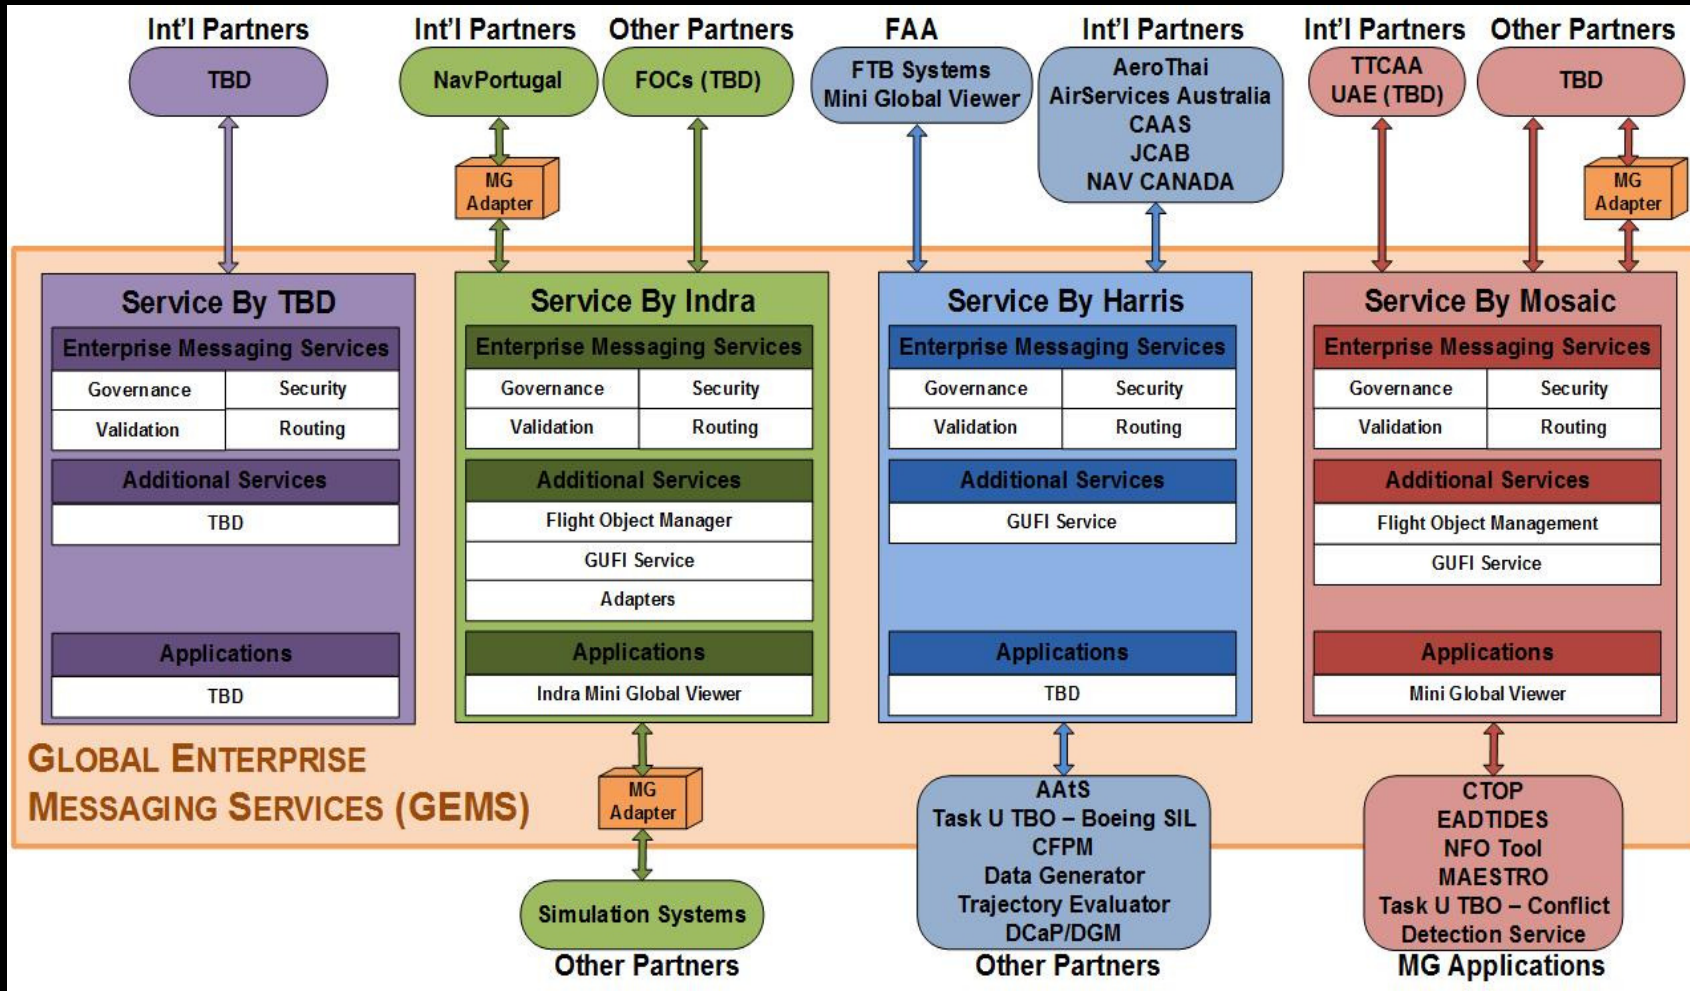 Int'l Partners
TBD
Int'l Partners
NavPortugal
Other Partners
FOCs (TBD)
FAA
FTB Systems
Mini Global Viewer
Int'l Partners
AeroThai
AirServices Australia
CAAS
JCAB
NAV CANADA
Int'l Partners
TTCAA
UAE (TBD)
Other Partners
TBD
MG
Adapter
MG
Adapter
Service By TBD
Enterprise Messaging Services
Governance
Security
Validation
Routing
Additional Services
TBD
Applications
TBD
Service By Indra
Enterprise Messaging Services
Governance
Security
Validation
Routing
Additional Services
Flight Object Manager
GUFI Service
Adapters
Applications
Indra Mini Global Viewer
Service By Harris
Enterprise Messaging Services
Governance
Security
Validation
Routing
Additional Services
GUFI Service
Applications
TBD
Service By Mosaic
Enterprise Messaging Services
Governance
Security
Validation
Routing
Additional Services
Flight Object Management
GUFI Service
Applications
Mini Global Viewer
GLOBAL ENTERPRISE
MESSAGING SERVICES (GEMS)
MG
Adapter
Simulation Systems
Other Partners
AAtS
Task U TBO – Boeing SIL
CFPM
Data Generator
Trajectory Evaluator
DCaP/DGM
Other Partners
CTOP
EADTIDES
NFO Tool
MAESTRO
Task U TBO – Conflict
Detection Service
MG Applications